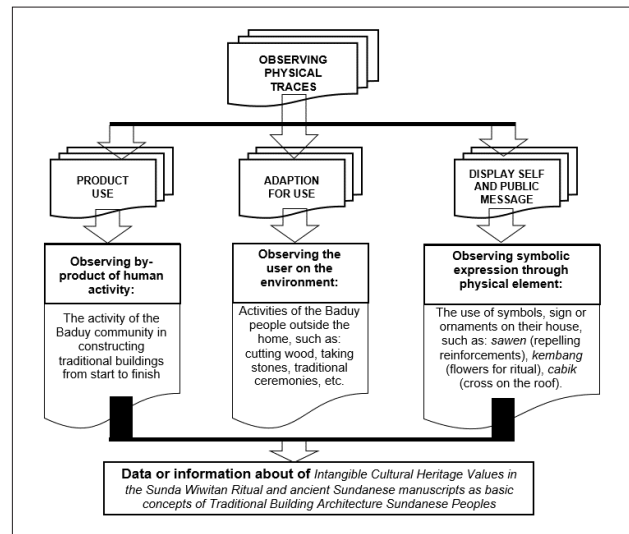 OBSERVING
PHYSICAL
TRACES
PRODUCT
USE
ADAPTION
FOR USE
DISPLAY SELF
AND PUBLIC
MESSAGE
Observing by-
product of human
activity:
The activity of the
Baduy community in
constructing
traditional buildings
from start to finish
Observing the
user on the
environment:
Activities of the Baduy
people outside the
home, such as:
cutting wood, taking
stones, traditional
ceremonies, etc.
Observing symbolic
expression through
physical element:
The use of symbols, sign or
ornaments on their house,
such as: sawen (repelling
reinforcements), kembang
(flowers for ritual), cabik
(cross on the roof).
Data or information about of Intangible Cultural Heritage Values in
the Sunda Wiwitan Ritual and ancient Sundanese manuscripts as basic
concepts of Traditional Building Architecture Sundanese Peoples